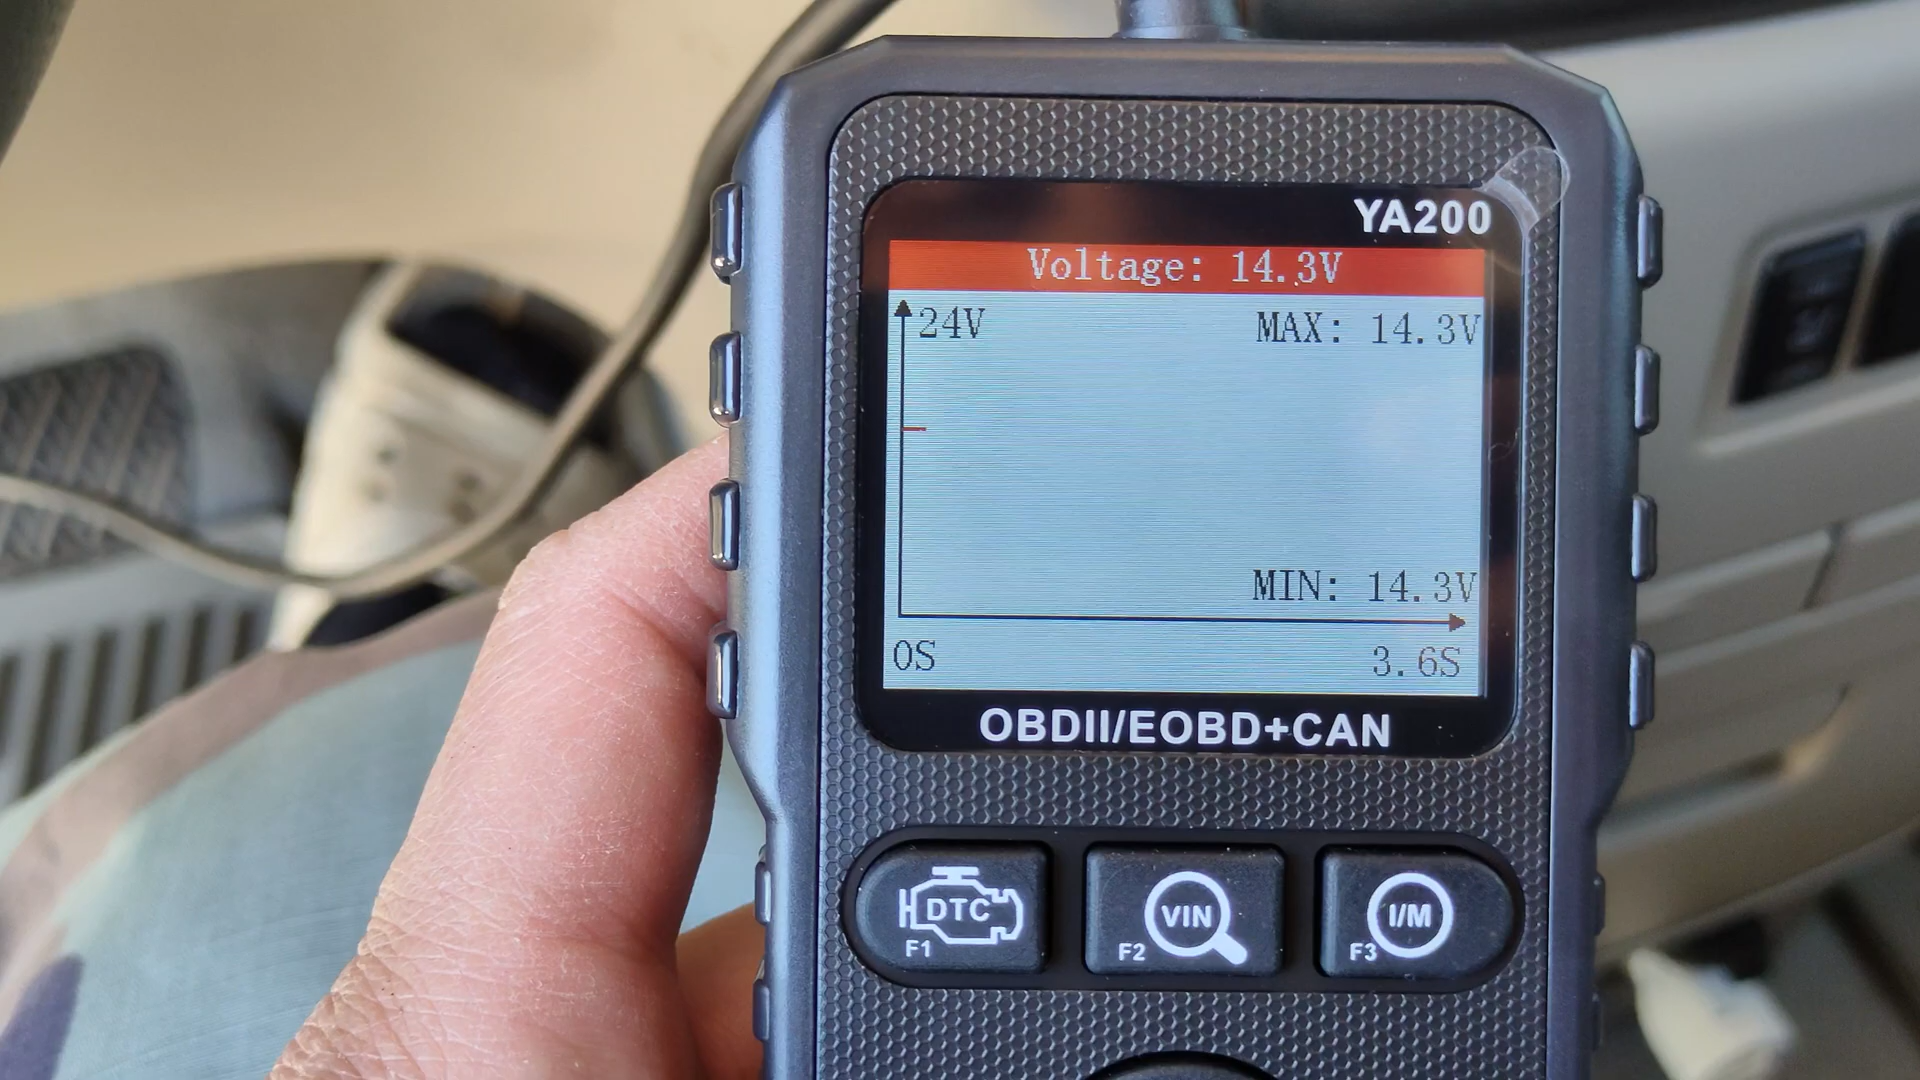 YA200
Voltage: 14.3V
24V
MAX: 14.3V
MIN: 14.3V
0S
3.6S
OBDII/EOBD+CAN
DTC
F1
VIN
F2
I/M
F3